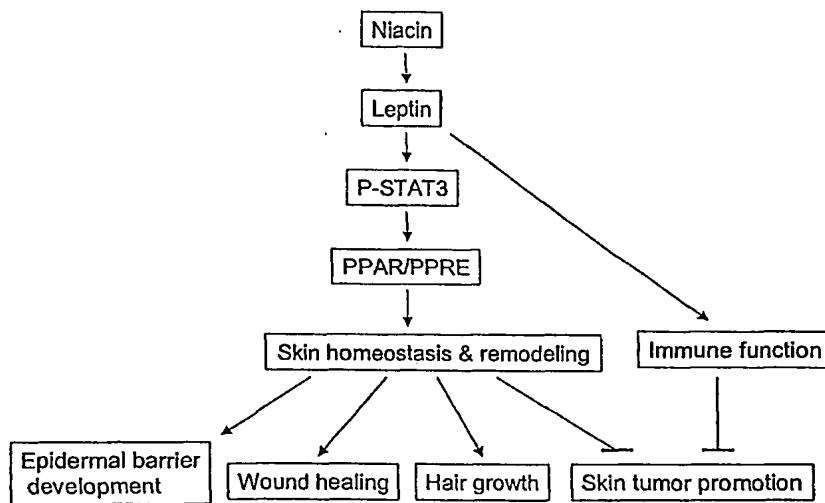 Niacin
Leptin
P-STAT3
PPAR/PPRE
Skin homeostasis & remodeling
Immune function
Epidermal barrier
development
Wound healing
Hair growth
Skin tumor promotion